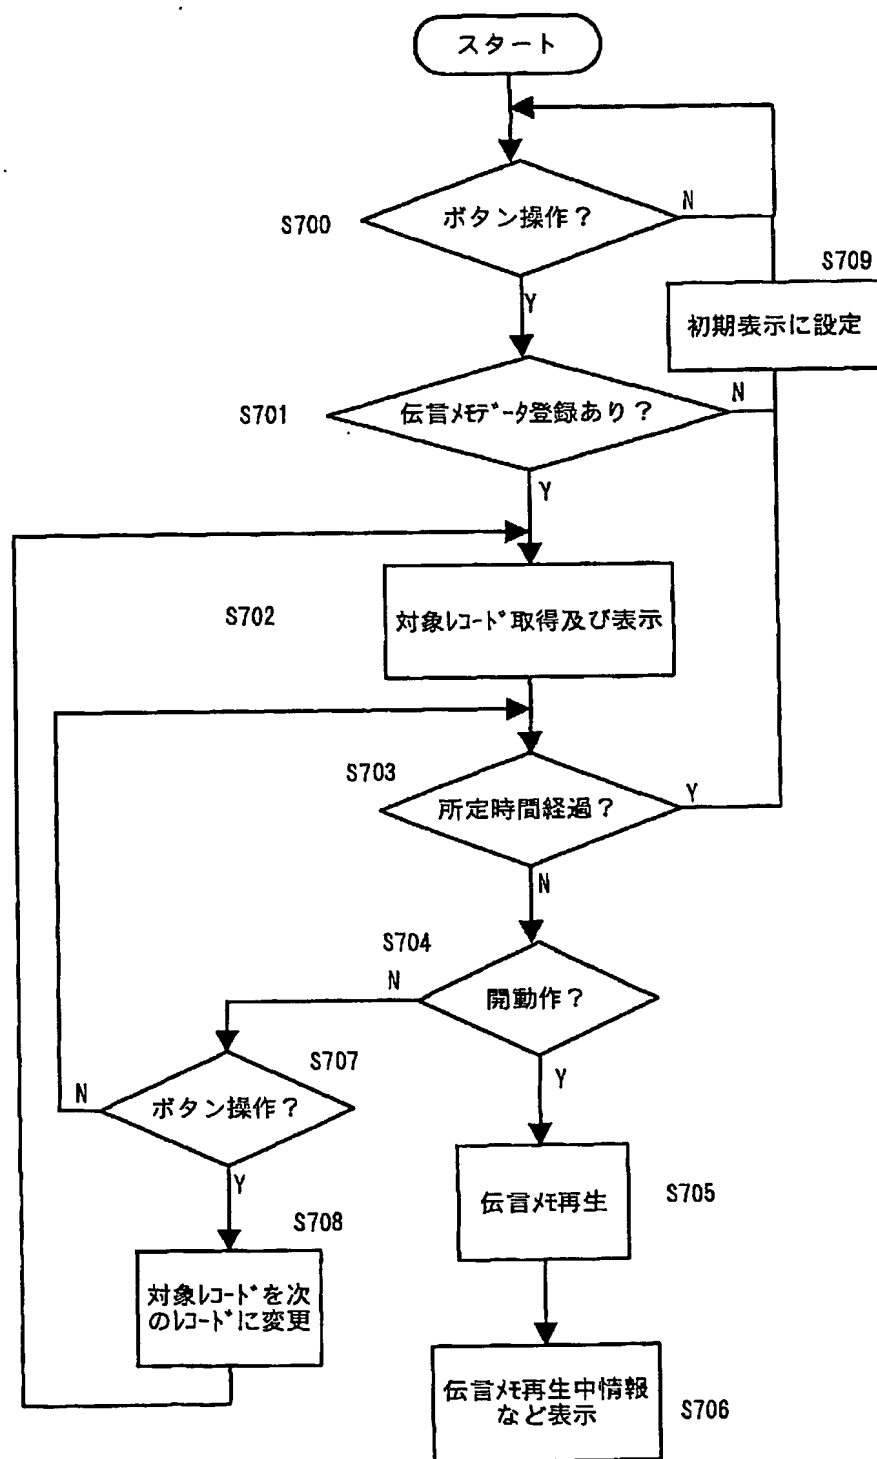 スタート
S700
ボタン操作？
N
Y
S709
初期表示に設定
S701
伝言ﾒﾓﾃﾞｰﾀ登録あり？
N
Y
S702
対象ﾚｺｰﾄﾞ取得及び表示
S703
所定時間経過？
Y
N
S704
開動作？
N
Y
S707
ボタン操作？
N
Y
S705
伝言ﾒﾓ再生
S708
対象ﾚｺｰﾄﾞを次
のﾚｺｰﾄﾞに変更
S706
伝言ﾒﾓ再生中情報
など表示